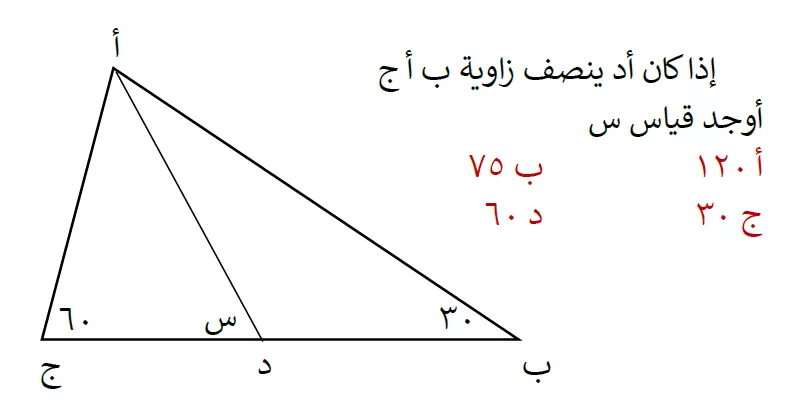 إذا كان أد ينصف زاوية ب أ ج
أوجد قياس س
أ ١٢٠ ب ٧٥
ج ٣٠ د ٦٠
أ
٦٠ س ٣٠
ج د ب